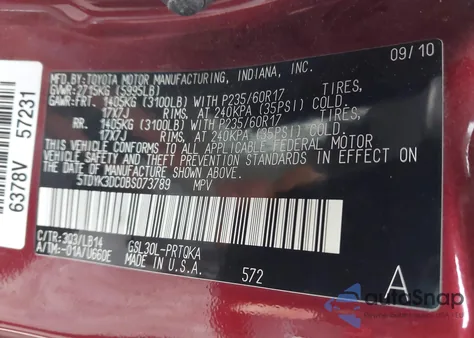 09/10
MFD. BY: TOYOTA MOTOR MANUFACTURING, INDIANA, INC.
GVWR: 2715KG (5995LB)
GAWR: FRT. 1405KG (3100LB) WITH P235/60R17 TIRES,
17X7J RIMS, AT 240KPA (35PSI) COLD.
RR. 1405KG (3100LB) WITH P235/60R17 TIRES,
17X7J RIMS, AT 240KPA (35PSI) COLD.
THIS VEHICLE CONFORMS TO ALL APPLICABLE FEDERAL MOTOR
VEHICLE SAFETY AND THEFT PREVENTION STANDARDS IN EFFECT ON
THE DATE OF MANUFACTURE SHOWN ABOVE.
5TDYK3DC0BS073789 MPV
C/TR: 3Q3/LB14 GSL30L-PRTQKA
A/TM: -01A/U660E MADE IN U.S.A. 572 A
6378V 57231
autoSnap